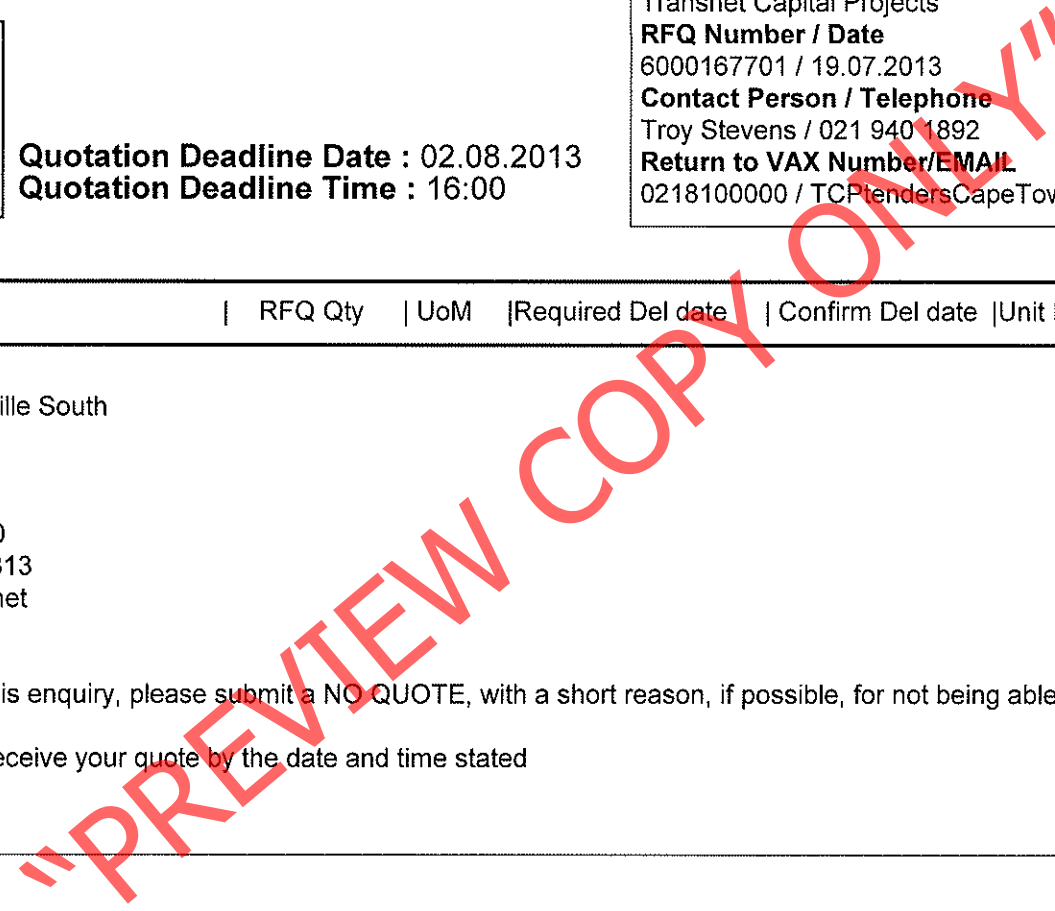 Transnet Capital Projects
RFQ Number / Date
6000167701 / 19.07.2013
Contact Person / Telephone
Troy Stevens / 021 940 1892
Return to VAX Number/EMAIL
0218100000 / TCPtendersCapeTow
Quotation Deadline Date : 02.08.2013
Quotation Deadline Time : 16:00
| RFQ Qty | UoM |Required Del date | Confirm Del date |Unit
ille South
0
313
net
is enquiry, please submit a NO QUOTE, with a short reason, if possible, for not being able
eceive your quote by the date and time stated
"PREVIEW COPY ONLY"